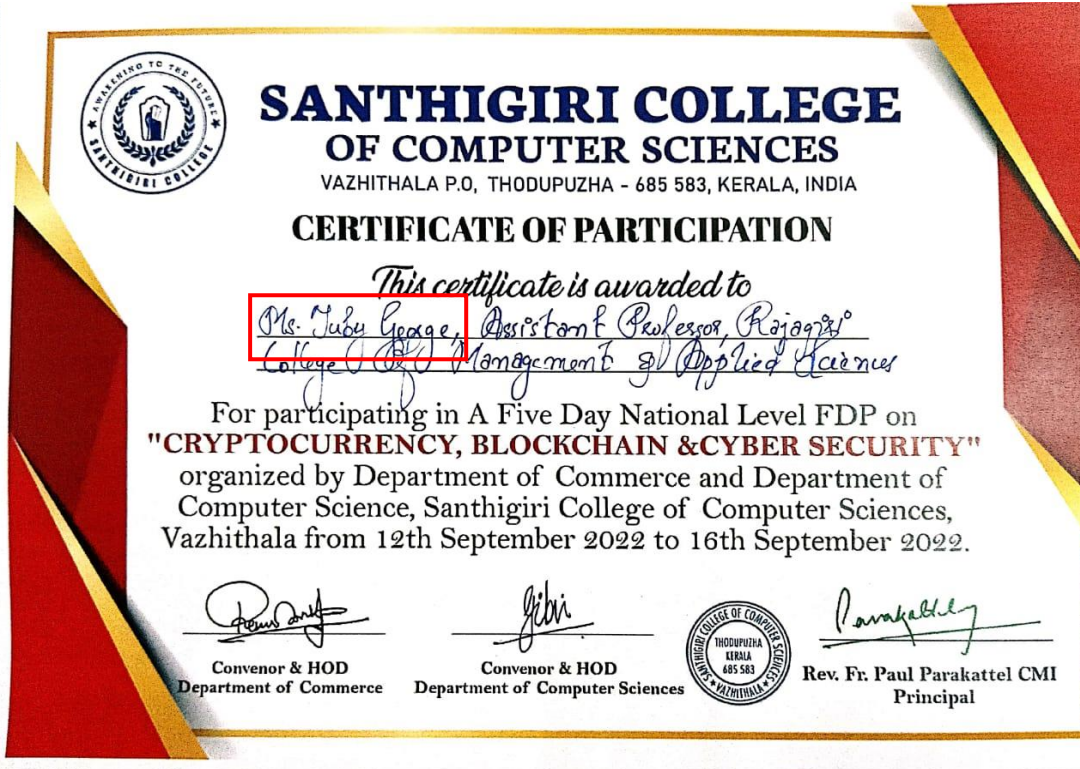 AWAKENING TO THE FUTURE
SANTHIGIRI COLLEGE
SANTHIGIRI COLLEGE
OF COMPUTER SCIENCES
VAZHITHALA P.O, THODUPUZHA - 685 583, KERALA, INDIA
CERTIFICATE OF PARTICIPATION
This certificate is awarded to
Ms. Juby George, Assistant Professor, Rajagiri
College Of Management & Applied Sciences
For participating in A Five Day National Level FDP on
"CRYPTOCURRENCY, BLOCKCHAIN &CYBER SECURITY"
organized by Department of Commerce and Department of
Computer Science, Santhigiri College of Computer Sciences,
Vazhithala from 12th September 2022 to 16th September 2022.
Convenor & HOD
Department of Commerce
Convenor & HOD
Department of Computer Sciences
SANTHIGIRI COLLEGE OF COMPUTER SCIENCES
THODUPUZHA
KERALA
685 583
VAZHITHALA
Rev. Fr. Paul Parakattel CMI
Principal